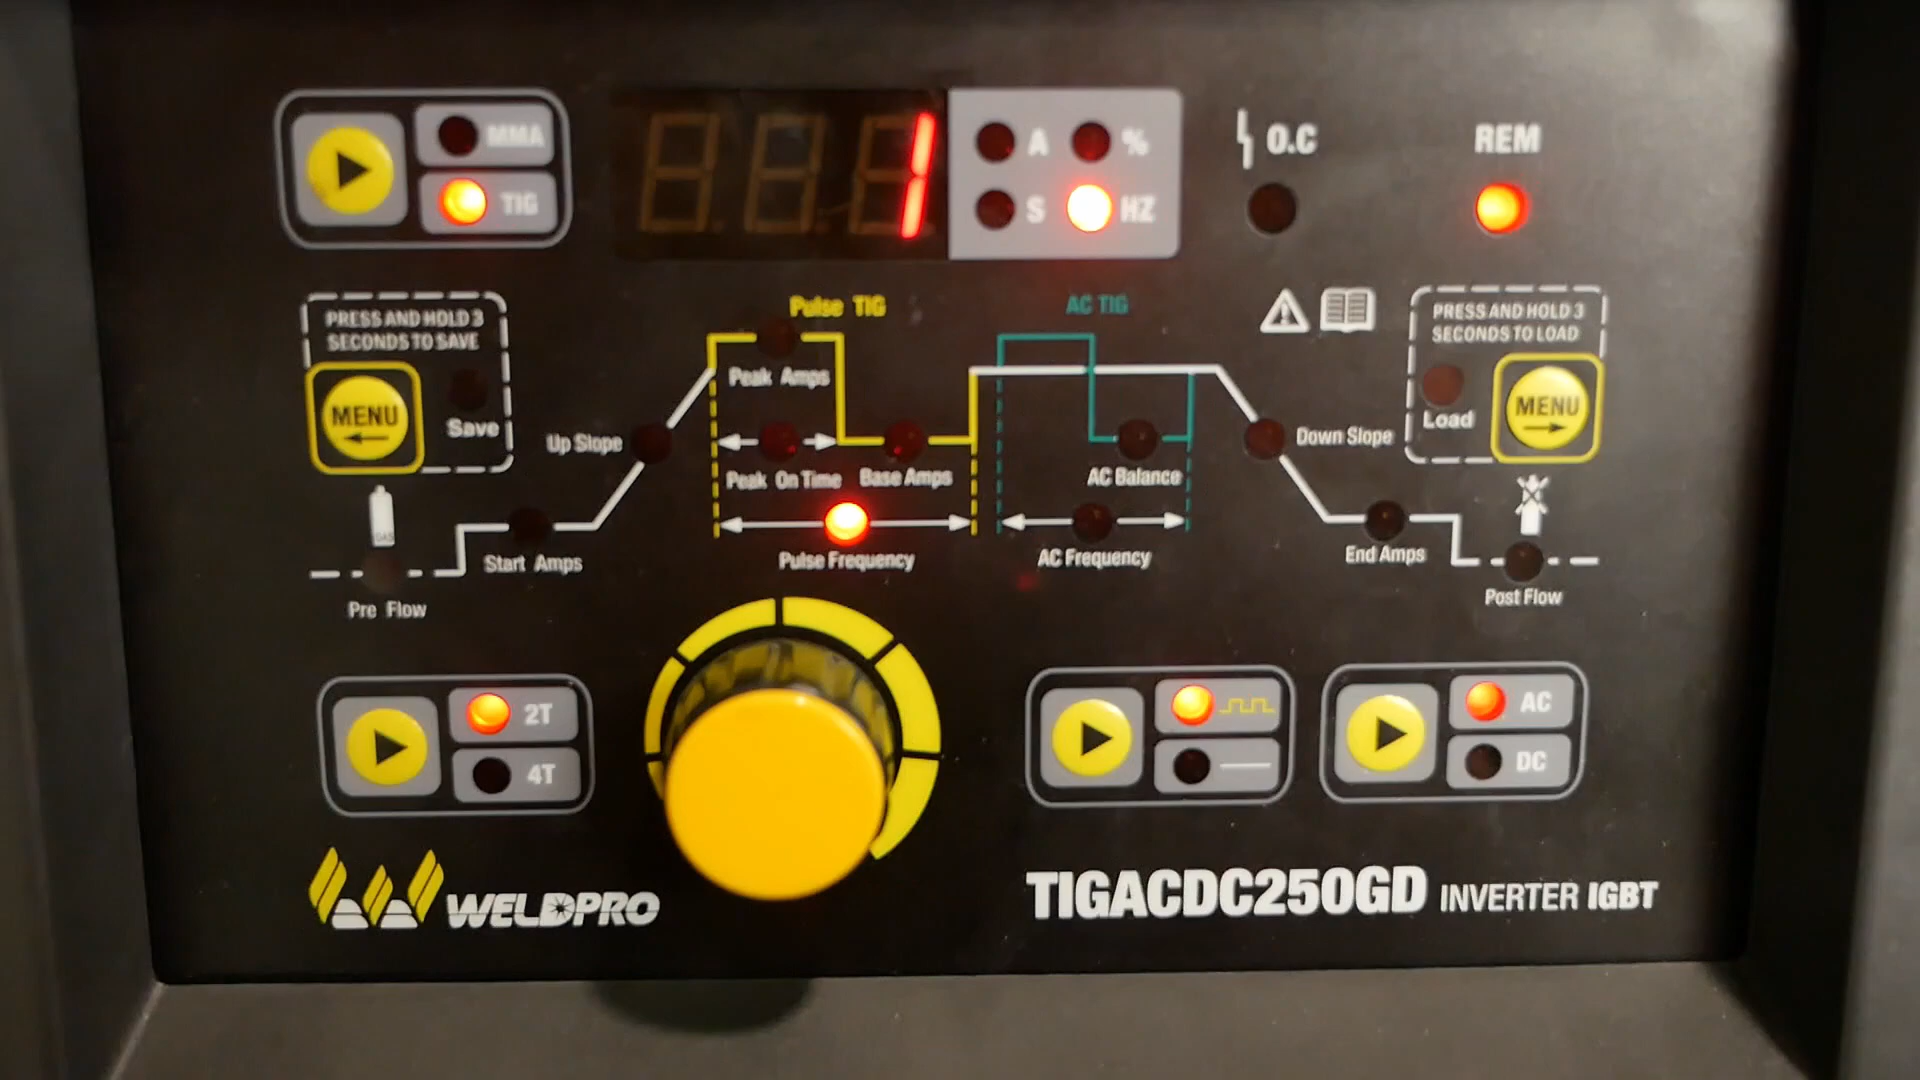 MMA
TIG
1
A
%
S
HZ
O.C
REM
PRESS AND HOLD 3
SECONDS TO SAVE
MENU
Save
Pulse TIG
AC TIG
PRESS AND HOLD 3
SECONDS TO LOAD
MENU
Load
Peak Amps
Up Slope
Down Slope
Peak On Time
Base Amps
AC Balance
GAS
Start Amps
Pulse Frequency
AC Frequency
End Amps
Pre Flow
Post Flow
2T
4T
AC
DC
WELDPRO
TIGACDC250GD INVERTER IGBT